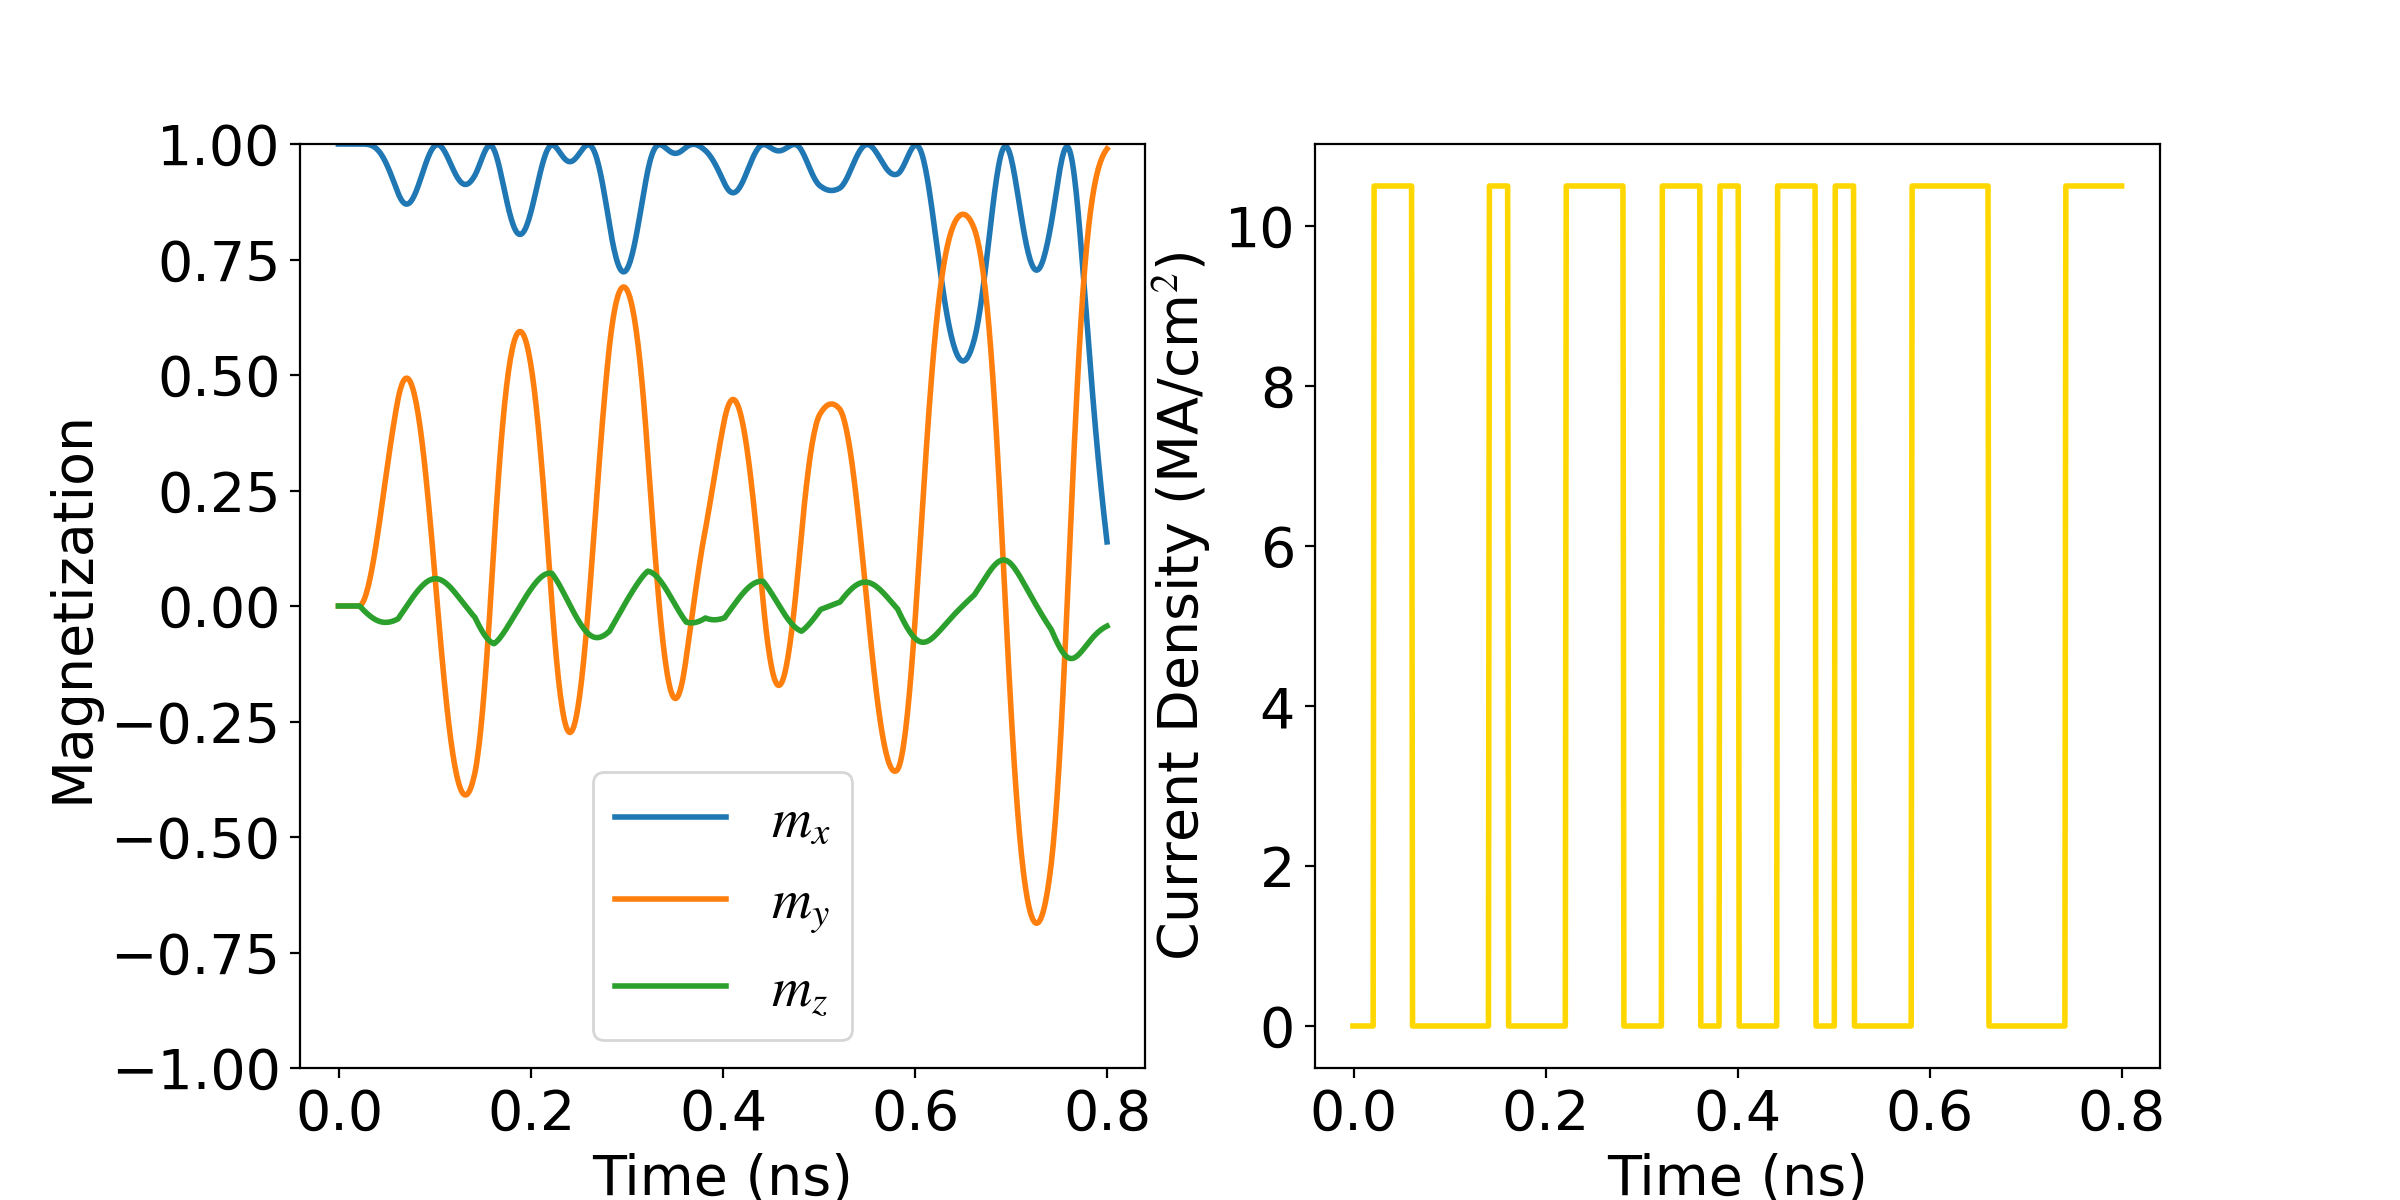 1.00
0.75
0.50
0.25
0.00
−0.25
−0.50
−0.75
−1.00
Magnetization
0.0 0.2 0.4 0.6 0.8
Time (ns)
m_x
m_y
m_z
10
8
6
4
2
0
Current Density (MA/cm²)
0.0 0.2 0.4 0.6 0.8
Time (ns)